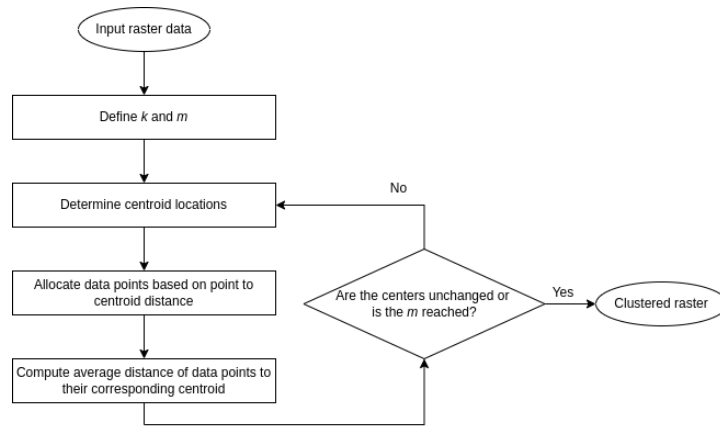 Input raster data
Define k and m
Determine centroid locations
Allocate data points based on point to
centroid distance
Compute average distance of data points to
their corresponding centroid
No
Are the centers unchanged or
is the m reached?
Yes
Clustered raster